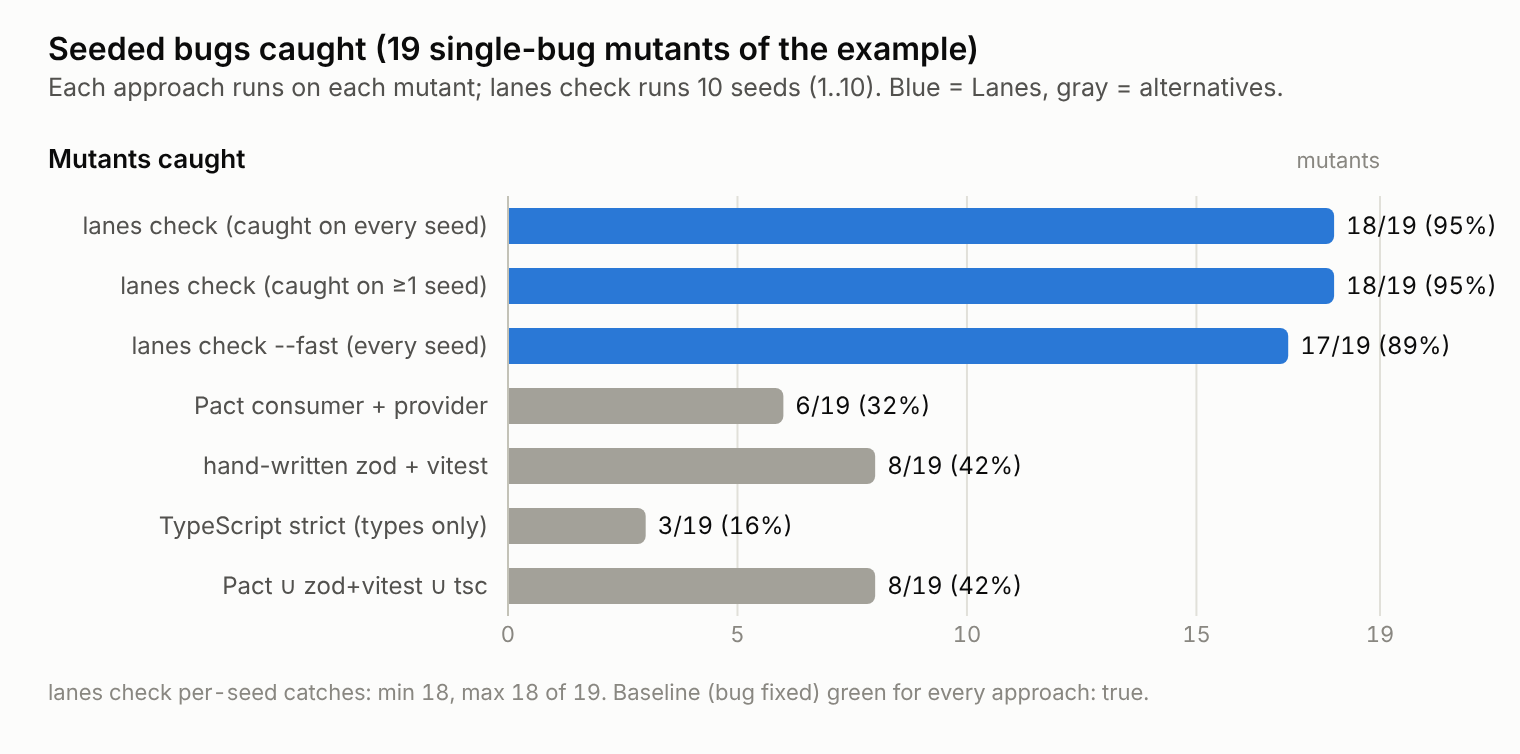 Seeded bugs caught (19 single-bug mutants of the example)
Each approach runs on each mutant; lanes check runs 10 seeds (1..10). Blue = Lanes, gray = alternatives.
Mutants caught
mutants
lanes check (caught on every seed) 18/19 (95%)
lanes check (caught on ≥1 seed) 18/19 (95%)
lanes check --fast (every seed) 17/19 (89%)
Pact consumer + provider 6/19 (32%)
hand-written zod + vitest 8/19 (42%)
TypeScript strict (types only) 3/19 (16%)
Pact ∪ zod+vitest ∪ tsc 8/19 (42%)
0 5 10 15 19
lanes check per-seed catches: min 18, max 18 of 19. Baseline (bug fixed) green for every approach: true.